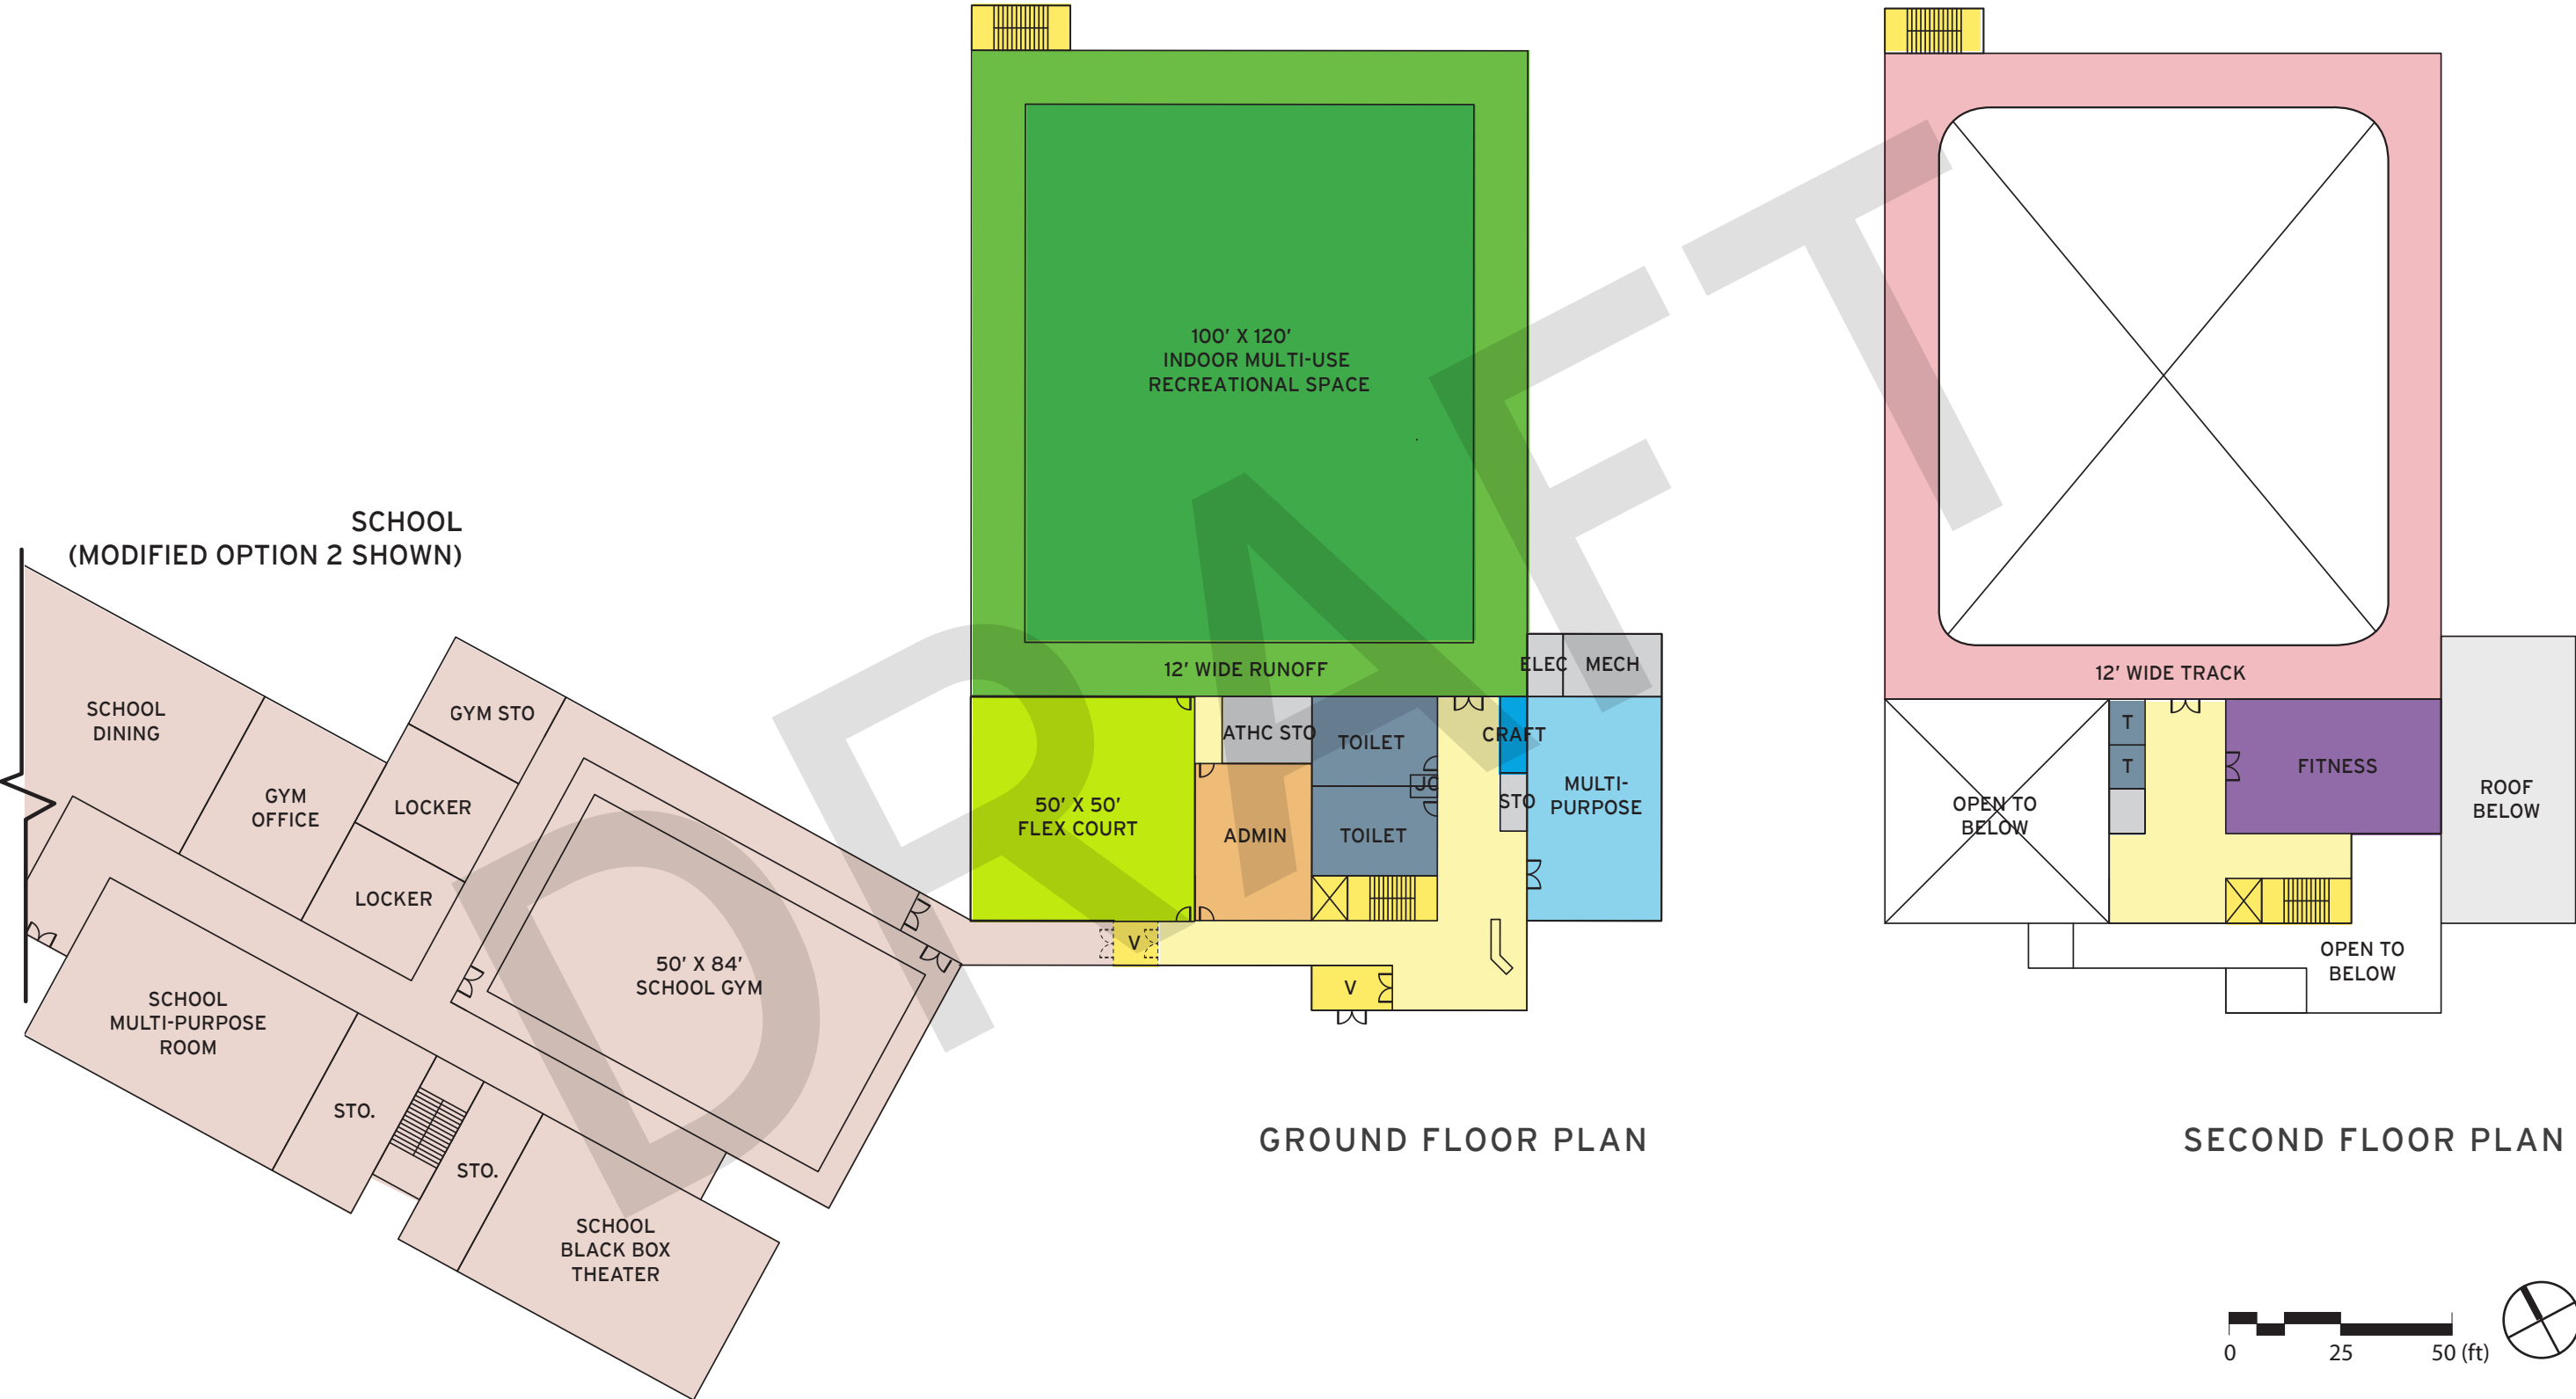 SCHOOL
(MODIFIED OPTION 2 SHOWN)
SCHOOL
DINING
GYM
OFFICE
GYM STO
LOCKER
LOCKER
50' X 84'
SCHOOL GYM
SCHOOL
MULTI-PURPOSE
ROOM
STO.
STO.
SCHOOL
BLACK BOX
THEATER
100' X 120'
INDOOR MULTI-USE
RECREATIONAL SPACE
12' WIDE RUNOFF
ELEC
MECH
50' X 50'
FLEX COURT
ATHC STO
ADMIN
TOILET
JC
TOILET
CRAFT
STO
MULTI-
PURPOSE
V
V
GROUND FLOOR PLAN
12' WIDE TRACK
T
T
FITNESS
OPEN TO
BELOW
ROOF
BELOW
OPEN TO
BELOW
SECOND FLOOR PLAN
0 25 50 (ft)
DRAFT